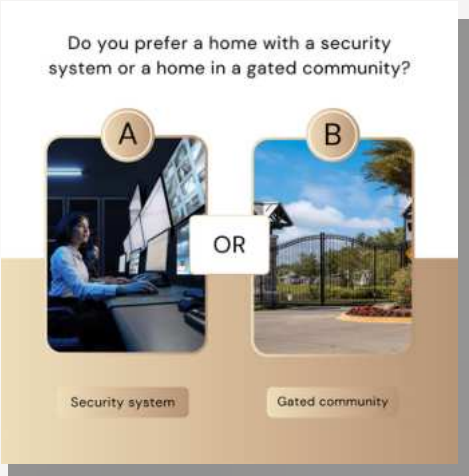 Do you prefer a home with a security
system or a home in a gated community?
A
B
OR
Security system
Gated community